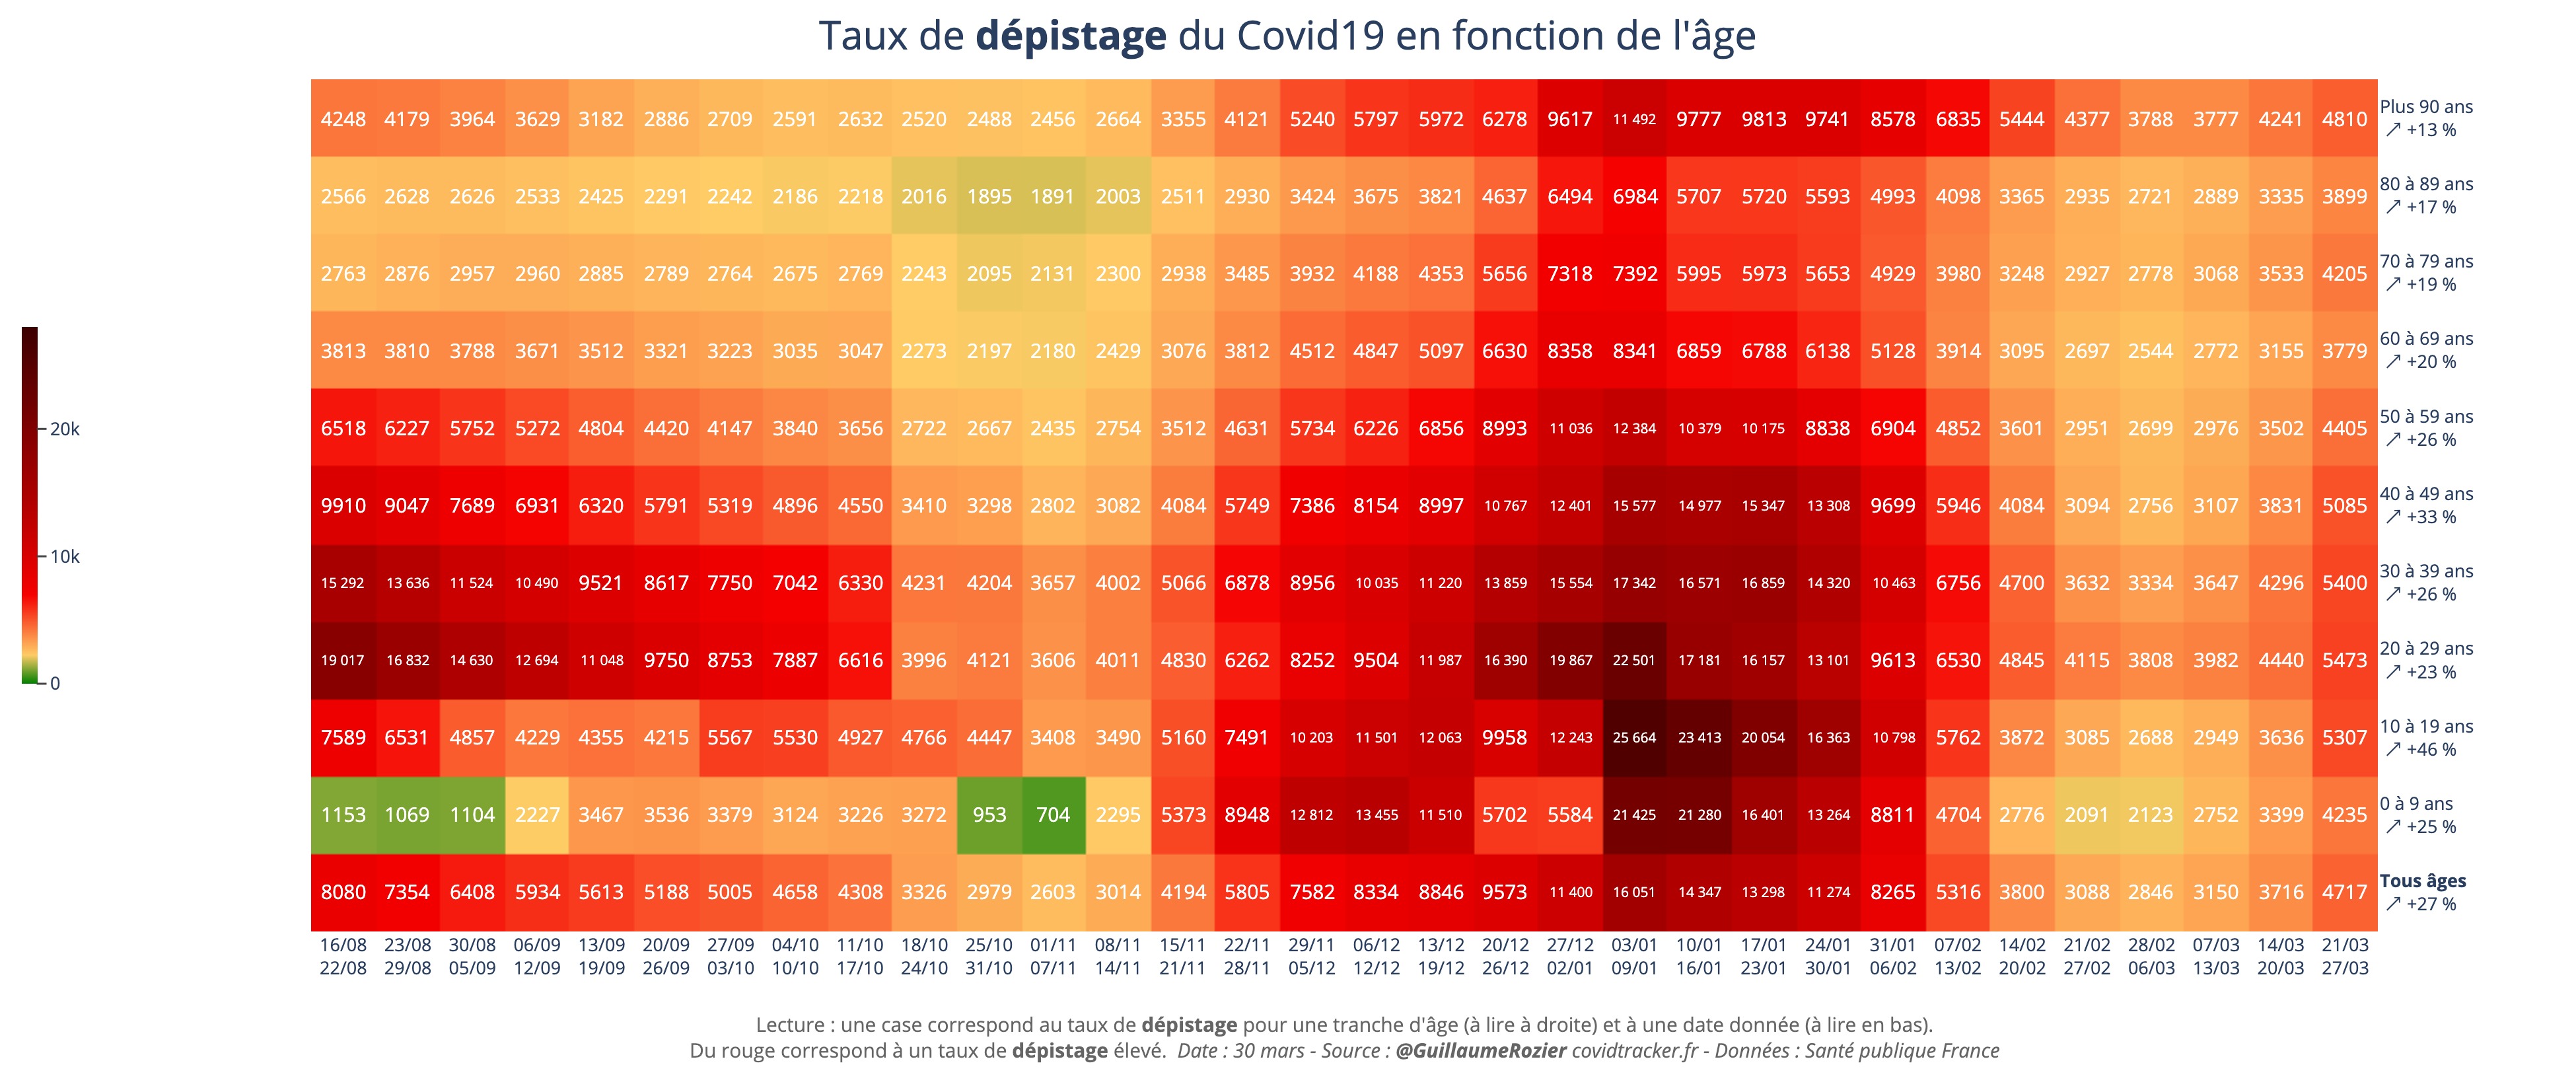 Taux de dépistage du Covid19 en fonction de l'âge
4248 4179 3964 3629 3182 2886 2709 2591 2632 2520 2488 2456 2664 3355 4121 5240 5797 5972 6278 9617 11 492 9777 9813 9741 8578 6835 5444 4377 3788 3777 4241 4810 Plus 90 ans
↗ +13 %
2566 2628 2626 2533 2425 2291 2242 2186 2218 2016 1895 1891 2003 2511 2930 3424 3675 3821 4637 6494 6984 5707 5720 5593 4993 4098 3365 2935 2721 2889 3335 3899 80 à 89 ans
↗ +17 %
2763 2876 2957 2960 2885 2789 2764 2675 2769 2243 2095 2131 2300 2938 3485 3932 4188 4353 5656 7318 7392 5995 5973 5653 4929 3980 3248 2927 2778 3068 3533 4205 70 à 79 ans
↗ +19 %
3813 3810 3788 3671 3512 3321 3223 3035 3047 2273 2197 2180 2429 3076 3812 4512 4847 5097 6630 8358 8341 6859 6788 6138 5128 3914 3095 2697 2544 2772 3155 3779 60 à 69 ans
↗ +20 %
20k
6518 6227 5752 5272 4804 4420 4147 3840 3656 2722 2667 2435 2754 3512 4631 5734 6226 6856 8993 11 036 12 384 10 379 10 175 8838 6904 4852 3601 2951 2699 2976 3502 4405 50 à 59 ans
↗ +26 %
9910 9047 7689 6931 6320 5791 5319 4896 4550 3410 3298 2802 3082 4084 5749 7386 8154 8997 10 767 12 401 15 577 14 977 15 347 13 308 9699 5946 4084 3094 2756 3107 3831 5085 40 à 49 ans
↗ +33 %
10k
15 292 13 636 11 524 10 490 9521 8617 7750 7042 6330 4231 4204 3657 4002 5066 6878 8956 10 035 11 220 13 859 15 554 17 342 16 571 16 859 14 320 10 463 6756 4700 3632 3334 3647 4296 5400 30 à 39 ans
↗ +26 %
19 017 16 832 14 630 12 694 11 048 9750 8753 7887 6616 3996 4121 3606 4011 4830 6262 8252 9504 11 987 16 390 19 867 22 501 17 181 16 157 13 101 9613 6530 4845 4115 3808 3982 4440 5473 20 à 29 ans
↗ +23 %
0
7589 6531 4857 4229 4355 4215 5567 5530 4927 4766 4447 3408 3490 5160 7491 10 203 11 501 12 063 9958 12 243 25 664 23 413 20 054 16 363 10 798 5762 3872 3085 2688 2949 3636 5307 10 à 19 ans
↗ +46 %
1153 1069 1104 2227 3467 3536 3379 3124 3226 3272 953 704 2295 5373 8948 12 812 13 455 11 510 5702 5584 21 425 21 280 16 401 13 264 8811 4704 2776 2091 2123 2752 3399 4235 0 à 9 ans
↗ +25 %
8080 7354 6408 5934 5613 5188 5005 4658 4308 3326 2979 2603 3014 4194 5805 7582 8334 8846 9573 11 400 16 051 14 347 13 298 11 274 8265 5316 3800 3088 2846 3150 3716 4717 Tous âges
↗ +27 %
16/08 23/08 30/08 06/09 13/09 20/09 27/09 04/10 11/10 18/10 25/10 01/11 08/11 15/11 22/11 29/11 06/12 13/12 20/12 27/12 03/01 10/01 17/01 24/01 31/01 07/02 14/02 21/02 28/02 07/03 14/03 21/03
22/08 29/08 05/09 12/09 19/09 26/09 03/10 10/10 17/10 24/10 31/10 07/11 14/11 21/11 28/11 05/12 12/12 19/12 26/12 02/01 09/01 16/01 23/01 30/01 06/02 13/02 20/02 27/02 06/03 13/03 20/03 27/03
Lecture : une case correspond au taux de dépistage pour une tranche d'âge (à lire à droite) et à une date donnée (à lire en bas).
Du rouge correspond à un taux de dépistage élevé. Date : 30 mars - Source : @GuillaumeRozier covidtracker.fr - Données : Santé publique France